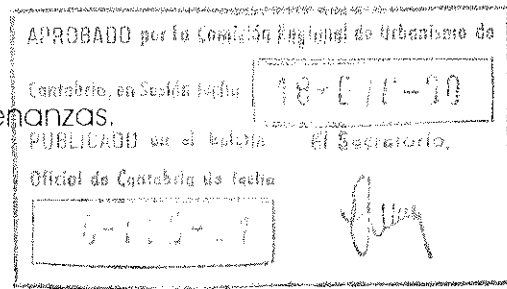 APROBADO por la Comisión Regional de Urbanismo de
Cantabria, en Sesión fecha
enanzas.
PUBLICADO en el Boletín El Secretario,
Oficial de Cantabria de fecha